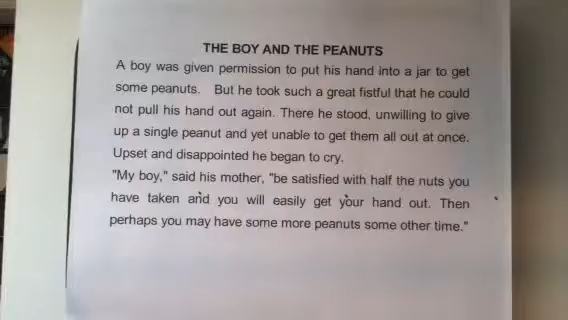 THE BOY AND THE PEANUTS
A boy was given permission to put his hand into a jar to get
some peanuts. But he took such a great fistful that he could
not pull his hand out again. There he stood, unwilling to give
up a single peanut and yet unable to get them all out at once.
Upset and disappointed he began to cry.
"My boy," said his mother, "be satisfied with half the nuts you
have taken and you will easily get your hand out. Then
perhaps you may have some more peanuts some other time."